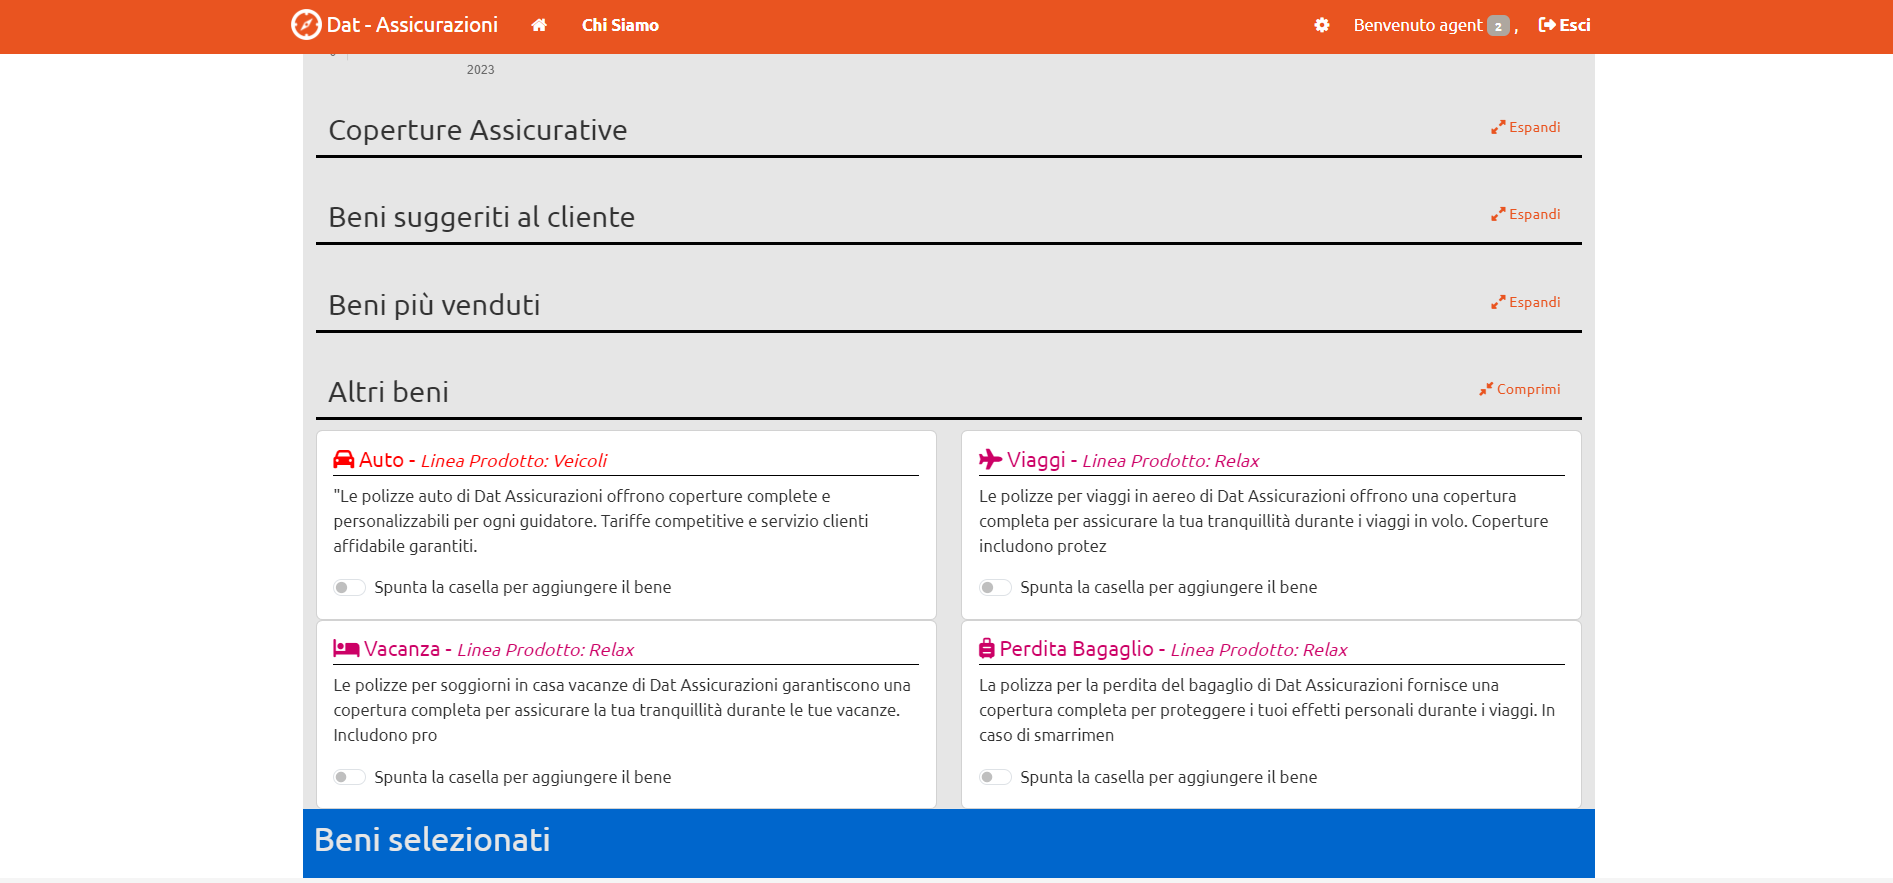 Dat - Assicurazioni Chi Siamo Benvenuto agent 2 , Esci
2023
Coperture Assicurative Espandi
Beni suggeriti al cliente Espandi
Beni più venduti Espandi
Altri beni Comprimi
Auto - Linea Prodotto: Veicoli
"Le polizze auto di Dat Assicurazioni offrono coperture complete e
personalizzabili per ogni guidatore. Tariffe competitive e servizio clienti
affidabile garantiti.
Spunta la casella per aggiungere il bene
Viaggi - Linea Prodotto: Relax
Le polizze per viaggi in aereo di Dat Assicurazioni offrono una copertura
completa per assicurare la tua tranquillità durante i viaggi in volo. Coperture
includono protez
Spunta la casella per aggiungere il bene
Vacanza - Linea Prodotto: Relax
Le polizze per soggiorni in casa vacanze di Dat Assicurazioni garantiscono una
copertura completa per assicurare la tua tranquillità durante le tue vacanze.
Includono pro
Spunta la casella per aggiungere il bene
Perdita Bagaglio - Linea Prodotto: Relax
La polizza per la perdita del bagaglio di Dat Assicurazioni fornisce una
copertura completa per proteggere i tuoi effetti personali durante i viaggi. In
caso di smarrimen
Spunta la casella per aggiungere il bene
Beni selezionati